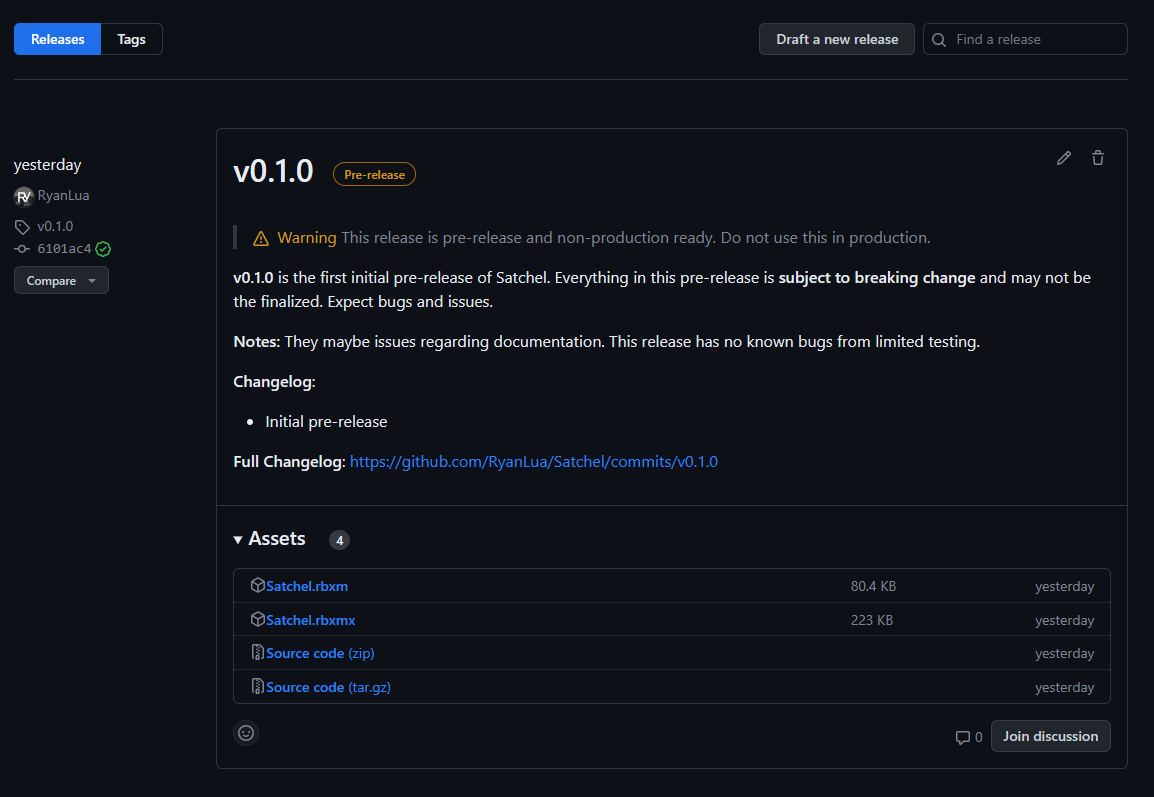 Releases Tags Draft a new release Find a release
yesterday
RV RyanLua
v0.1.0
6101ac4
Compare
v0.1.0 Pre-release
Warning This release is pre-release and non-production ready. Do not use this in production.
v0.1.0 is the first initial pre-release of Satchel. Everything in this pre-release is subject to breaking change and may not be
the finalized. Expect bugs and issues.
Notes: They maybe issues regarding documentation. This release has no known bugs from limited testing.
Changelog:
• Initial pre-release
Full Changelog: https://github.com/RyanLua/Satchel/commits/v0.1.0
Assets 4
Satchel.rbxm 80.4 KB yesterday
Satchel.rbxmx 223 KB yesterday
Source code (zip) yesterday
Source code (tar.gz) yesterday
0 Join discussion